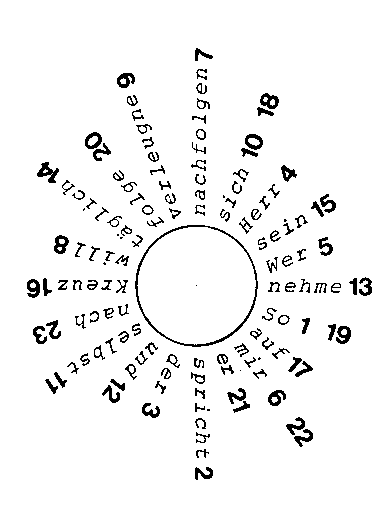 nachfolgen 7
sich 10 18
Herr 4
sein 15
Wer 5
nehme 13
So 1 19
auf 17
mir 6 22
er 21
spricht 2
der 3
und 12
selbst 11
nach 23
Kreuz 16
will 8
täglich 14
folge 20
verleugne 9